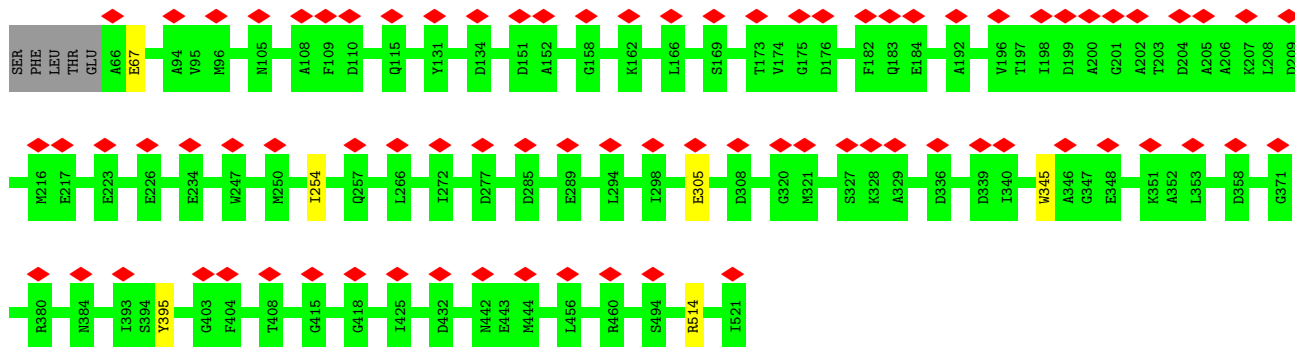 SER PHE LEU THR GLU A66 E67 A94 V95 M96 N105 A108 F109 D110 Q115 Y131 D134 D151 A152 G158 K162 L166 S169 T173 V174 G175 D176 F182 Q183 E184 A192 V196 T197 I198 D199 A200 G201 A202 T203 D204 A205 A206 K207 L208 D209
M216 E217 E223 E226 E234 W247 M250 I254 Q257 L266 I272 D277 D285 E289 L294 I298 E305 D308 G320 M321 S327 K328 A329 D336 D339 I340 W345 A346 G347 E348 K351 A352 L353 D358 G371
R380 N384 I393 S394 Y395 G403 F404 T408 G415 G418 I425 D432 N442 E443 M444 L456 R460 S494 R514 I521